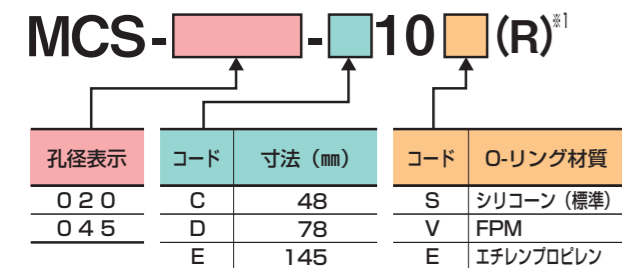 MCS- - 10 (R)※1
孔径表示 コード 寸法(㎜) コード O-リング材質
020 C 48 S シリコーン(標準)
045 D 78 V FPM
E 145 E エチレンプロピレン